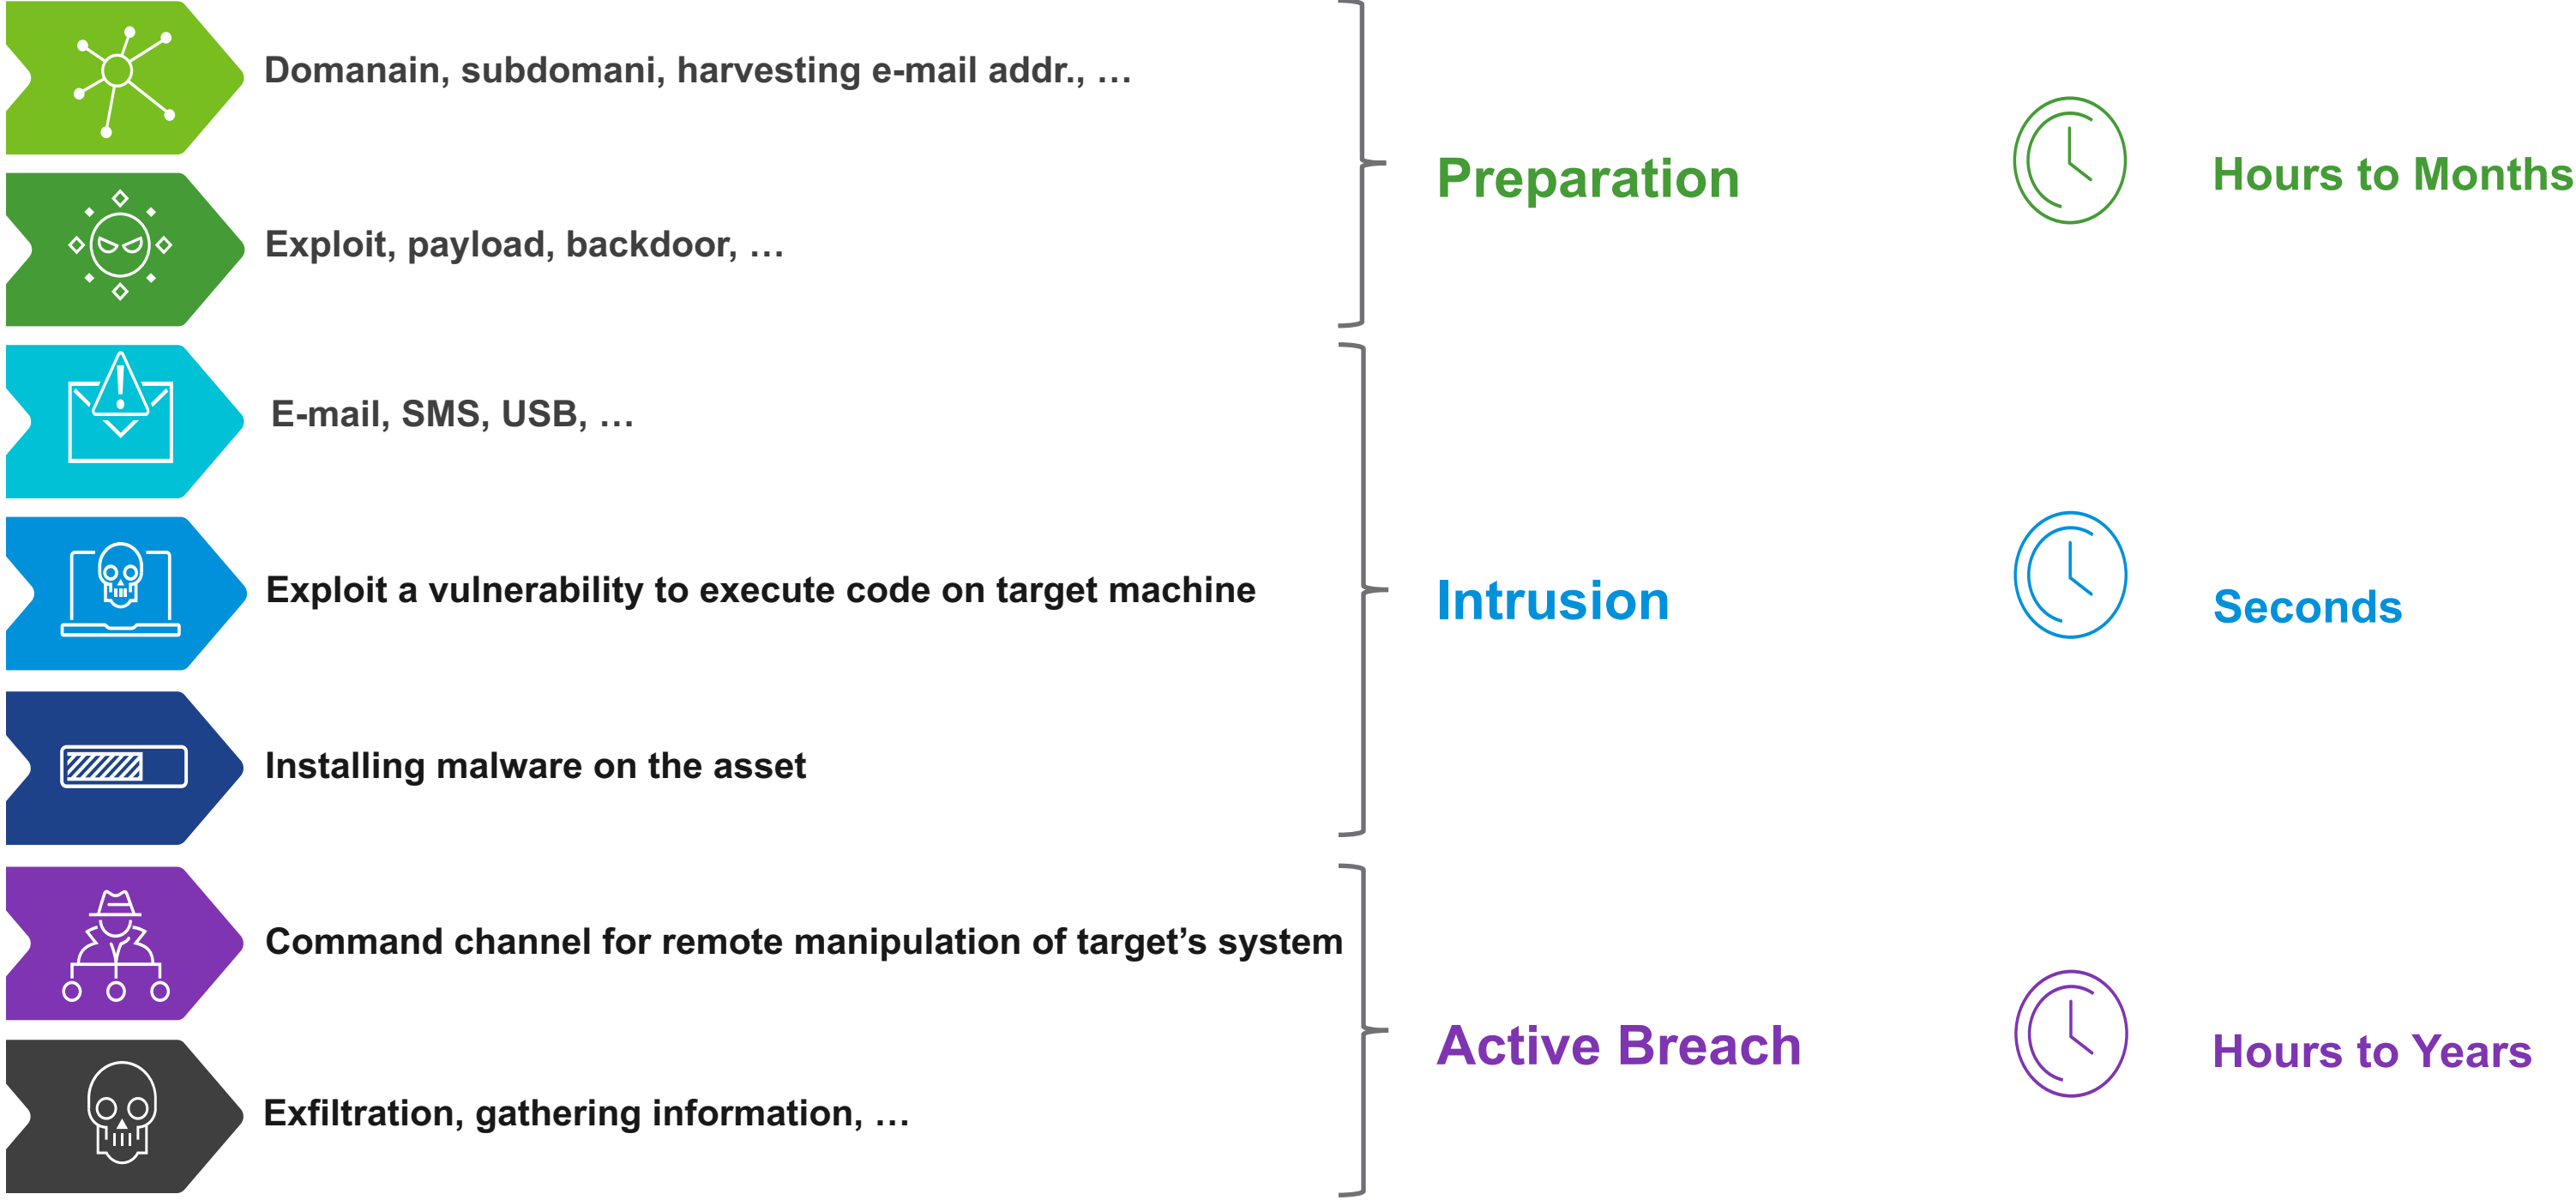 Domanain, subdomani, harvesting e-mail addr., …
Exploit, payload, backdoor, …
Preparation
Hours to Months
E-mail, SMS, USB, …
Exploit a vulnerability to execute code on target machine
Installing malware on the asset
Intrusion
Seconds
Command channel for remote manipulation of target’s system
Exfiltration, gathering information, …
Active Breach
Hours to Years